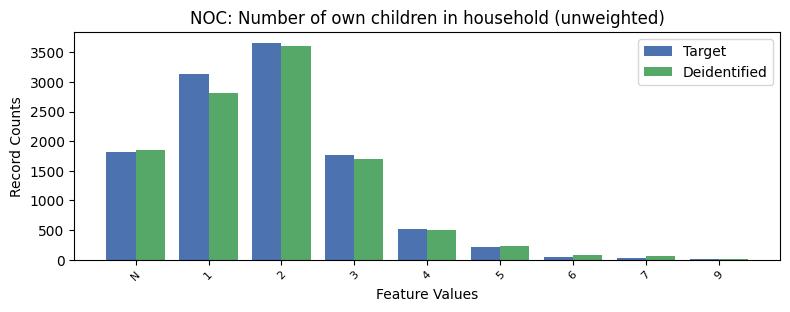 NOC: Number of own children in household (unweighted)
Target
Deidentified
Record Counts
3500
3000
2500
2000
1500
1000
500
0
N
1
2
3
4
5
6
7
9
Feature Values